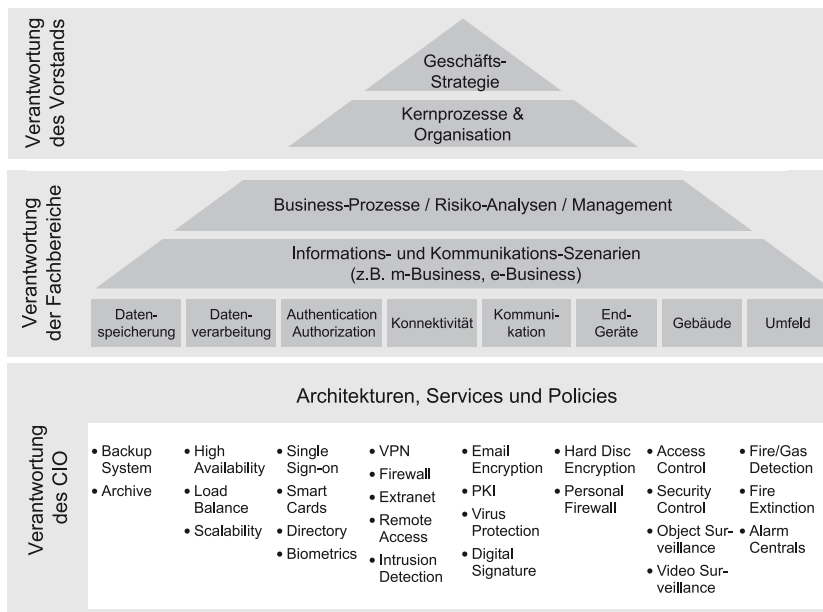 Verantwortung
des Vorstands
Geschäfts-
Strategie
Kernprozesse &
Organisation
Verantwortung
der Fachbereiche
Business-Prozesse / Risiko-Analysen / Management
Informations- und Kommunikations-Szenarien
(z.B. m-Business, e-Business)
Daten-
speicherung
Daten-
verarbeitung
Authentication
Authorization
Konnektivität
Kommuni-
kation
End-
Geräte
Gebäude
Umfeld
Verantwortung
des CIO
Architekturen, Services und Policies
• Backup
System
• Archive
• High
Availability
• Load
Balance
• Scalability
• Single
Sign-on
• Smart
Cards
• Directory
• Biometrics
• VPN
• Firewall
• Extranet
• Remote
Access
• Intrusion
Detection
• Email
Encryption
• PKI
• Virus
Protection
• Digital
Signature
• Hard Disc
Encryption
• Personal
Firewall
• Access
Control
• Security
Control
• Object Sur-
veillance
• Video Sur-
veillance
• Fire/Gas
Detection
• Fire
Extinction
• Alarm
Centrals